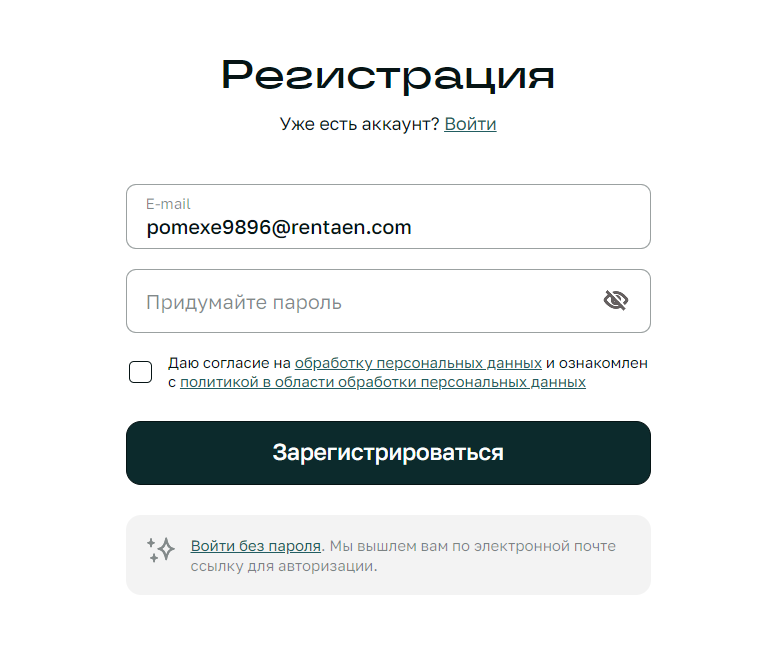 Регистрация
Уже есть аккаунт? Войти
E-mail
pomexe9896@rentaen.com
Придумайте пароль
Даю согласие на обработку персональных данных и ознакомлен
с политикой в области обработки персональных данных
Зарегистрироваться
Войти без пароля. Мы вышлем вам по электронной почте
ссылку для авторизации.